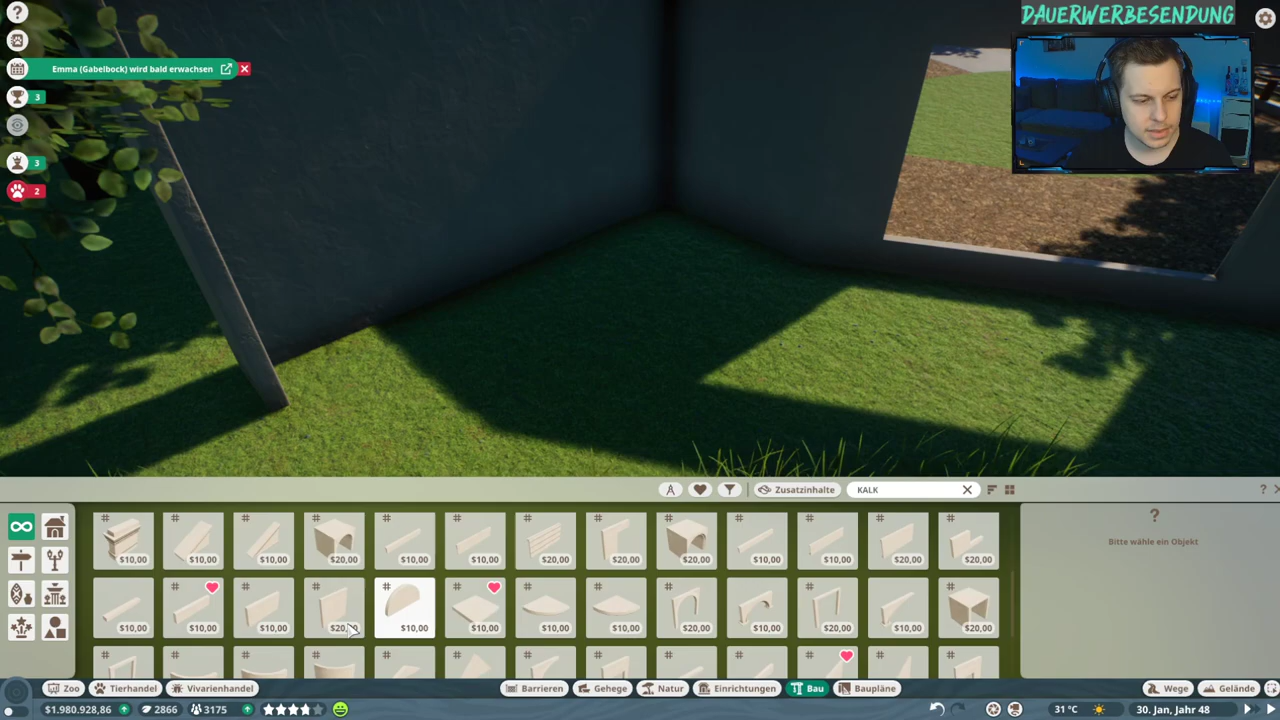 DAUERWERBESENDUNG
?
Emma (Gabelbock) wird bald erwachsen
3
3
2
Zusatzinhalte
KALK
?
$10,00 $10,00 $10,00 $20,00 $10,00 $10,00 $20,00 $20,00 $20,00 $10,00 $10,00 $20,00 $20,00
$10,00 $10,00 $10,00 $20,00 $10,00 $10,00 $10,00 $10,00 $20,00 $10,00 $20,00 $10,00 $20,00
?
Bitte wähle ein Objekt
Zoo Tierhandel Vivarienhandel Barrieren Gehege Natur Einrichtungen Bau Baupläne Wege Gelände
$1.980.928,86 2866 3175 31 °C 30. Jan, Jahr 48